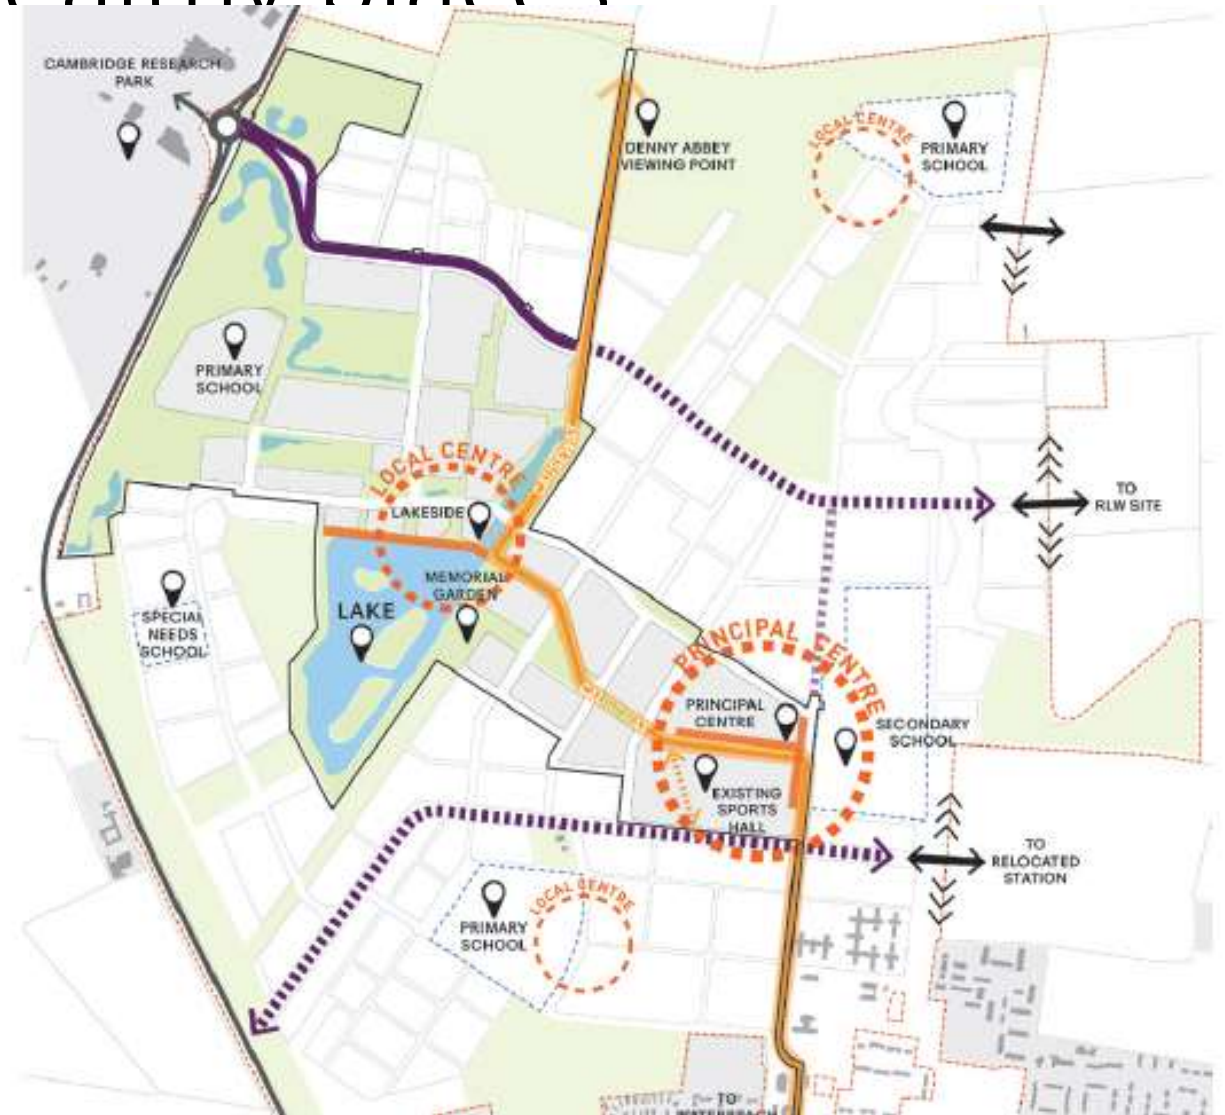 CAMBRIDGE RESEARCH
PARK
DENNY ABBEY
VIEWING POINT
LOCAL CENTRE
PRIMARY
SCHOOL
PRIMARY
SCHOOL
LOCAL CENTRE
LAKESIDE
TO
RLW SITE
MEMORIAL
GARDEN
LAKE
SPECIAL
NEEDS
SCHOOL
PRINCIPAL CENTRE
PRINCIPAL
CENTRE
SECONDARY
SCHOOL
EXISTING
SPORTS
HALL
TO
RELOCATED
STATION
PRIMARY
SCHOOL
LOCAL CENTRE
TO